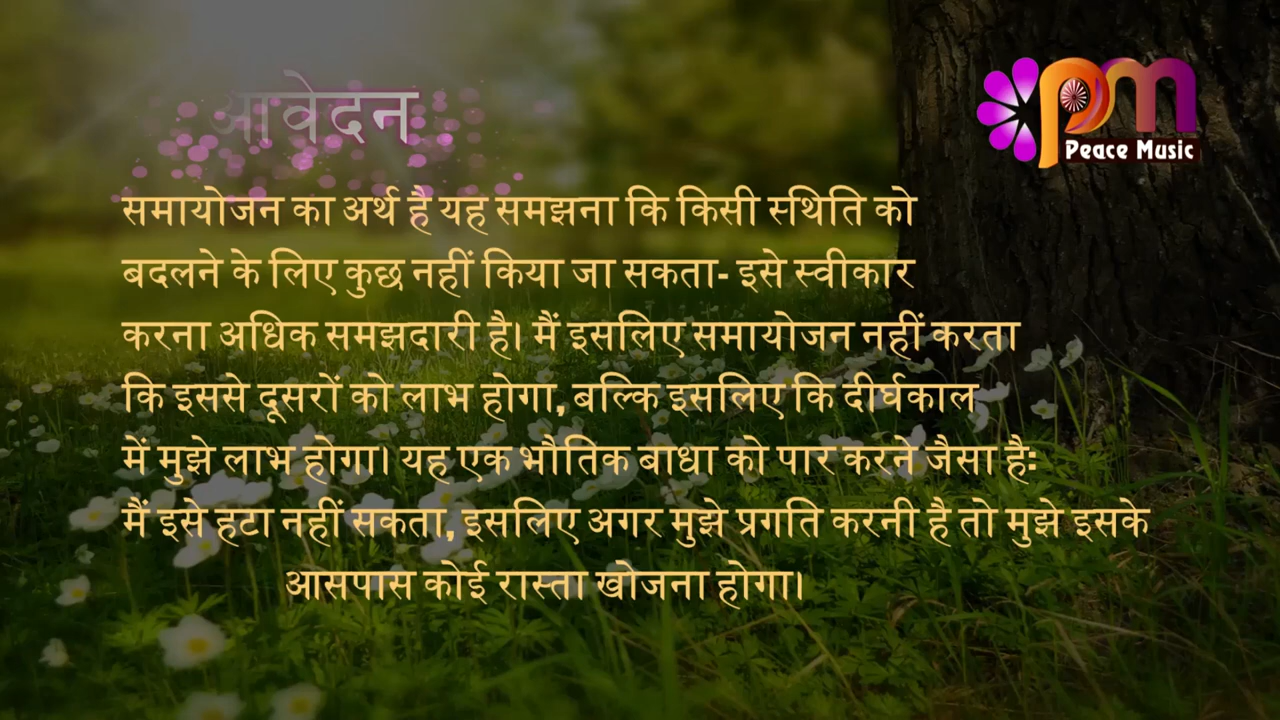 आवेदन
Peace Music
समायोजन का अर्थ है यह समझना कि किसी स्थिति को
बदलने के लिए कुछ नहीं किया जा सकता- इसे स्वीकार
करना अधिक समझदारी है। मैं इसलिए समायोजन नहीं करता
कि इससे दूसरों को लाभ होगा, बल्कि इसलिए कि दीर्घकाल
में मुझे लाभ होगा। यह एक भौतिक बाधा को पार करने जैसा है:
मैं इसे हटा नहीं सकता, इसलिए अगर मुझे प्रगति करनी है तो मुझे इसके
आसपास कोई रास्ता खोजना होगा।